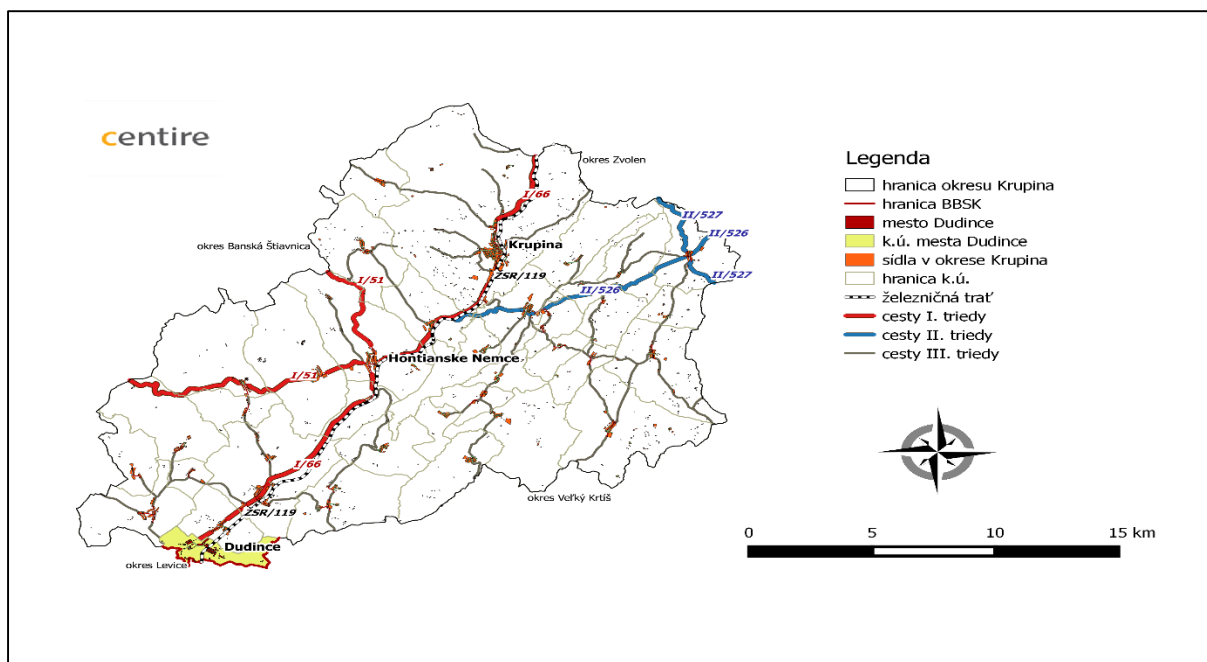 centire
okres Zvolen
I/66
II/527
II/526
Krupina
okres Banská Štiavnica
ŽSR/119
I/51
II/527
II/526
Hontianske Nemce
I/51
I/66
okres Veľký Krtíš
ŽSR/119
Dudince
okres Levice
Legenda
hranica okresu Krupina
hranica BBSK
mesto Dudince
k.ú. mesta Dudince
sídla v okrese Krupina
hranica k.ú.
železničná trať
cesty I. triedy
cesty II. triedy
cesty III. triedy
0 5 10 15 km